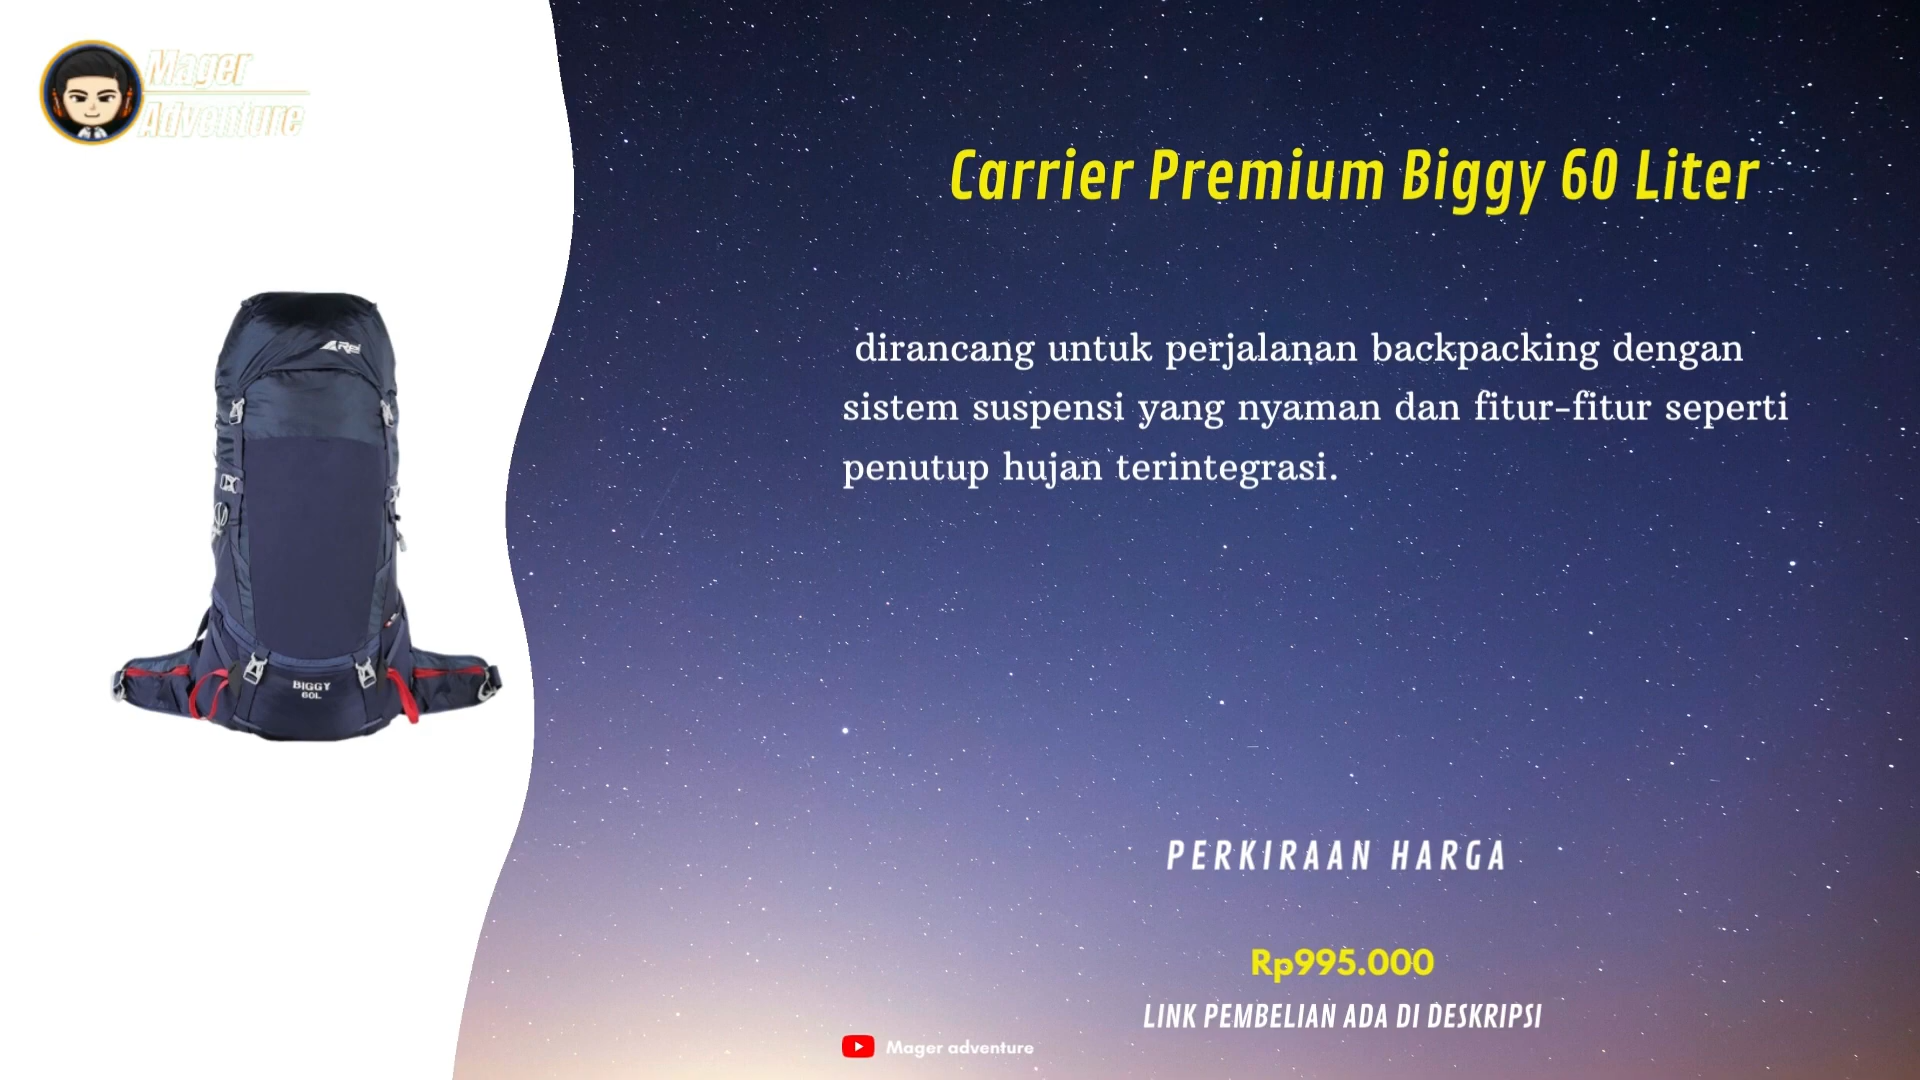 Mager
Adventure
Carrier Premium Biggy 60 Liter
dirancang untuk perjalanan backpacking dengan
sistem suspensi yang nyaman dan fitur-fitur seperti
penutup hujan terintegrasi.
Rei
BIGGY
60L
PERKIRAAN HARGA
Rp995.000
LINK PEMBELIAN ADA DI DESKRIPSI
Mager adventure